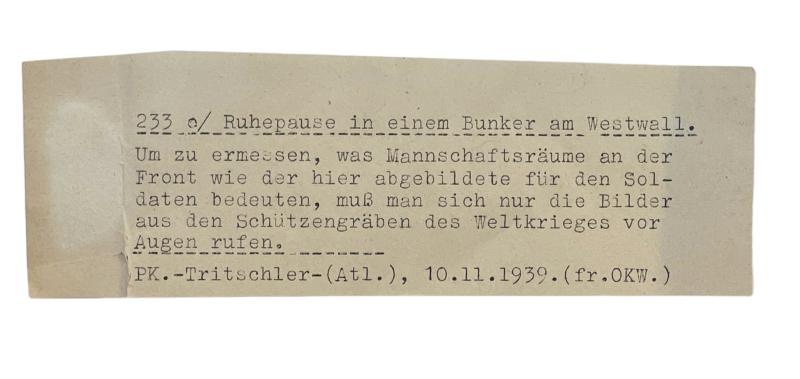 233 c/ Ruhepause in einem Bunker am Westwall.
Um zu ermessen, was Mannschaftsräume an der
Front wie der hier abgebildete für den Sol-
daten bedeuten, muß man sich nur die Bilder
aus den Schützengräben des Weltkrieges vor
Augen rufen.
PK.-Tritschler-(Atl.), 10.11.1939.(fr.OKW.)